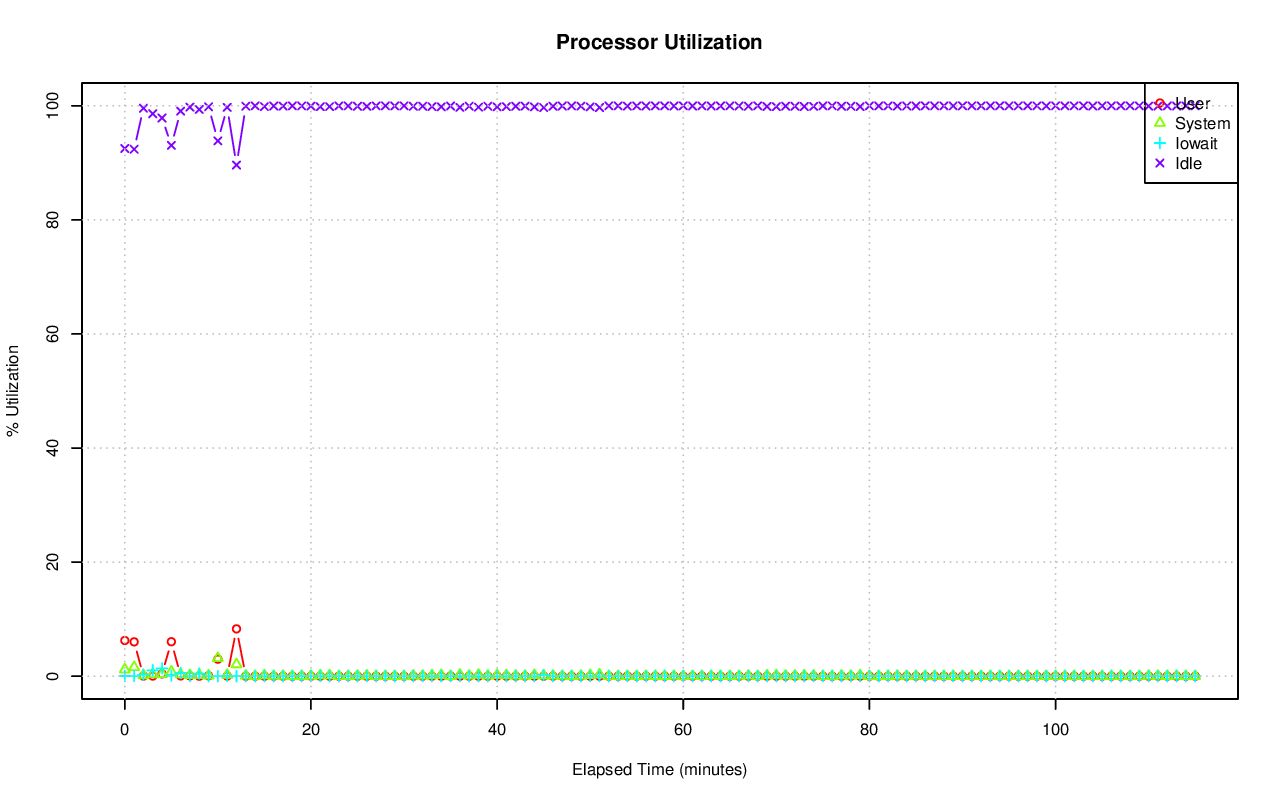 Processor Utilization
% Utilization
100
80
60
40
20
0
User
System
Iowait
Idle
0 20 40 60 80 100
Elapsed Time (minutes)